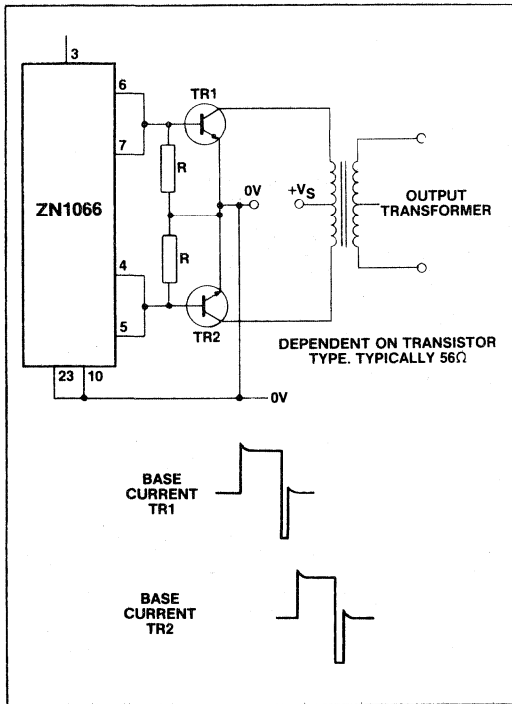 3
6
TR1
7
R
ZN1066
0V
+VS
OUTPUT
TRANSFORMER
R
4
5
TR2
DEPENDENT ON TRANSISTOR
TYPE. TYPICALLY 56Ω
23 10
0V
BASE
CURRENT
TR1
BASE
CURRENT
TR2